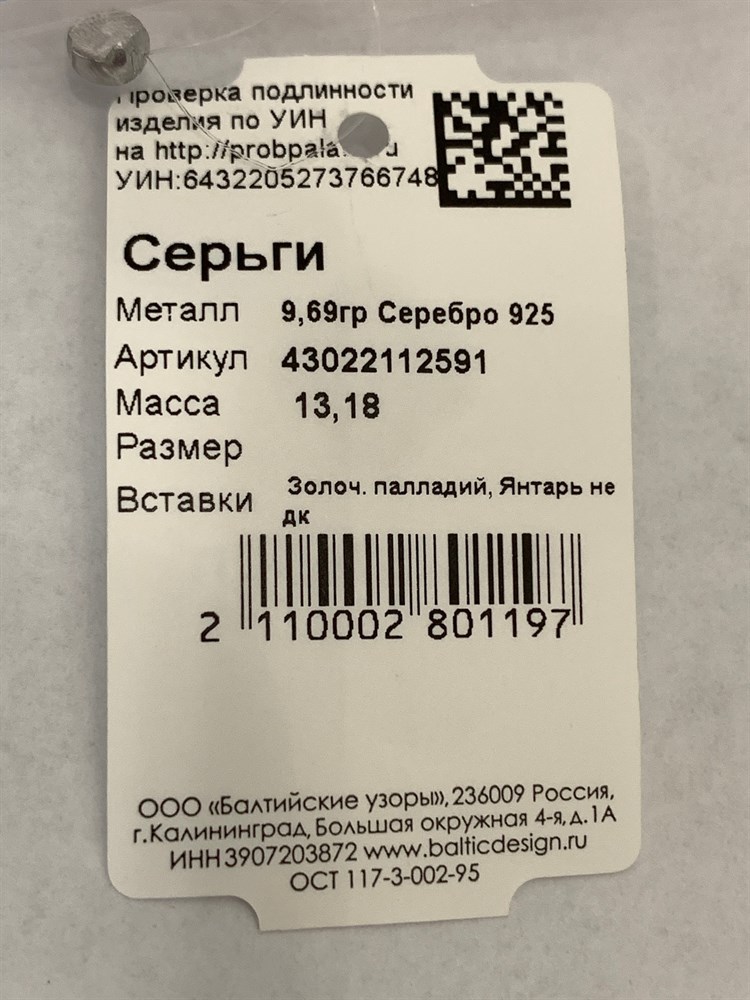 Проверка подлинности
изделия по УИН
на
УИН:6432205273766748
Серьги
Металл 9,69гр Серебро 925
Артикул 43022112591
Масса 13,18
Размер
Вставки Золоч. палладий, Янтарь не
дк
2 110002 801197
ООО «Балтийские узоры», 236009 Россия,
г.Калининград, Большая окружная 4-я, д.1А
ИНН 3907203872 www.balticdesign.ru
ОСТ 117-3-002-95